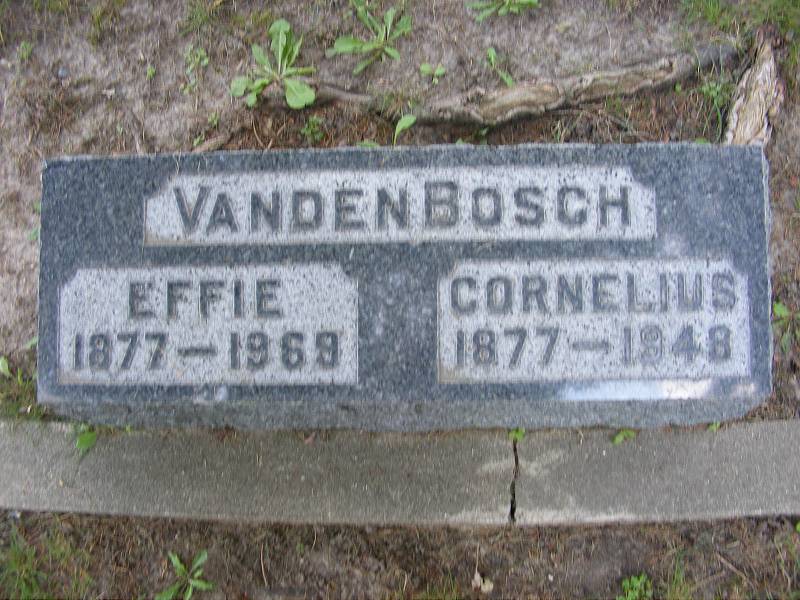 VANDENBOSCH
EFFIE
1877-1969
CORNELIUS
1877-1948